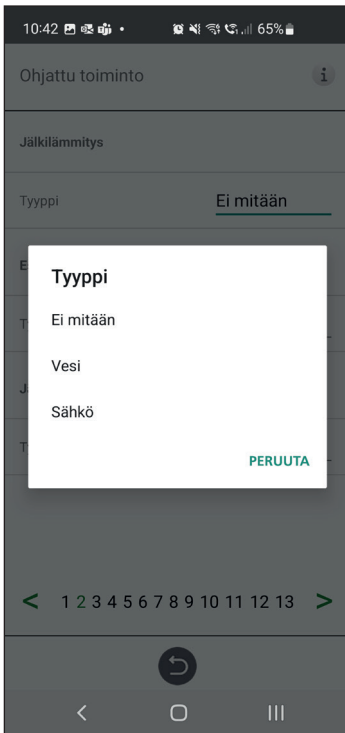 10:42 65%
Ohjattu toiminto i
Jälkilämmitys
Tyyppi Ei mitään
E
Tyyppi
T
Ei mitään
Vesi
J
Sähkö
T
PERUUTA
< 1 2 3 4 5 6 7 8 9 10 11 12 13 >